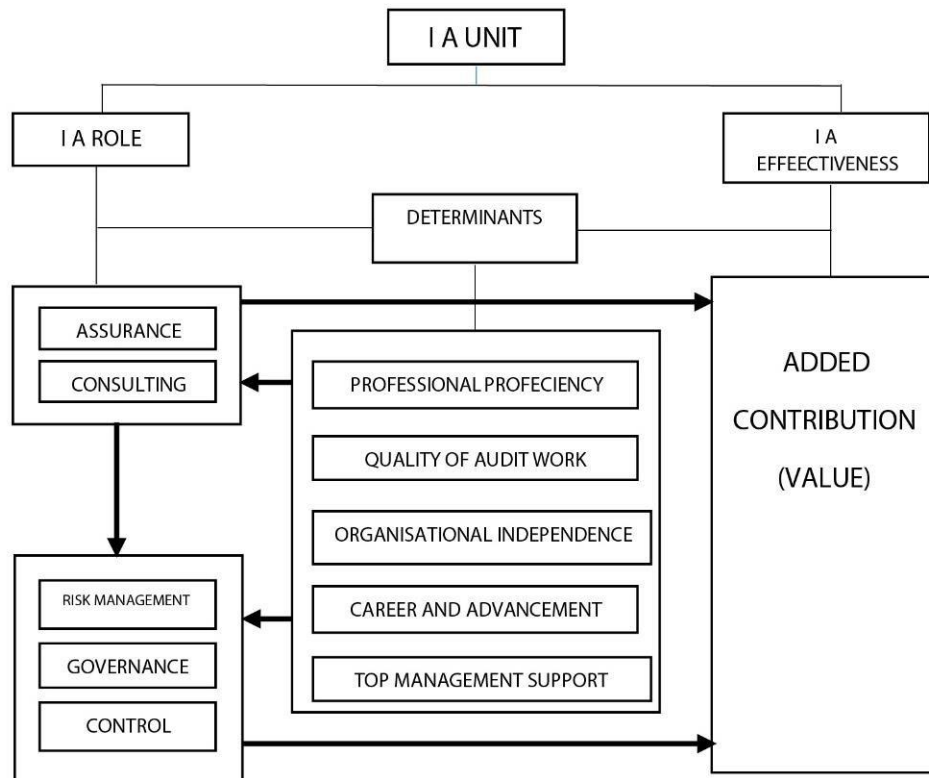 I A UNIT
I A ROLE
I A
EFFEECTIVENESS
DETERMINANTS
ASSURANCE
CONSULTING
PROFESSIONAL PROFECIENCY
QUALITY OF AUDIT WORK
ORGANISATIONAL INDEPENDENCE
CAREER AND ADVANCEMENT
TOP MANAGEMENT SUPPORT
ADDED
CONTRIBUTION
(VALUE)
RISK MANAGEMENT
GOVERNANCE
CONTROL